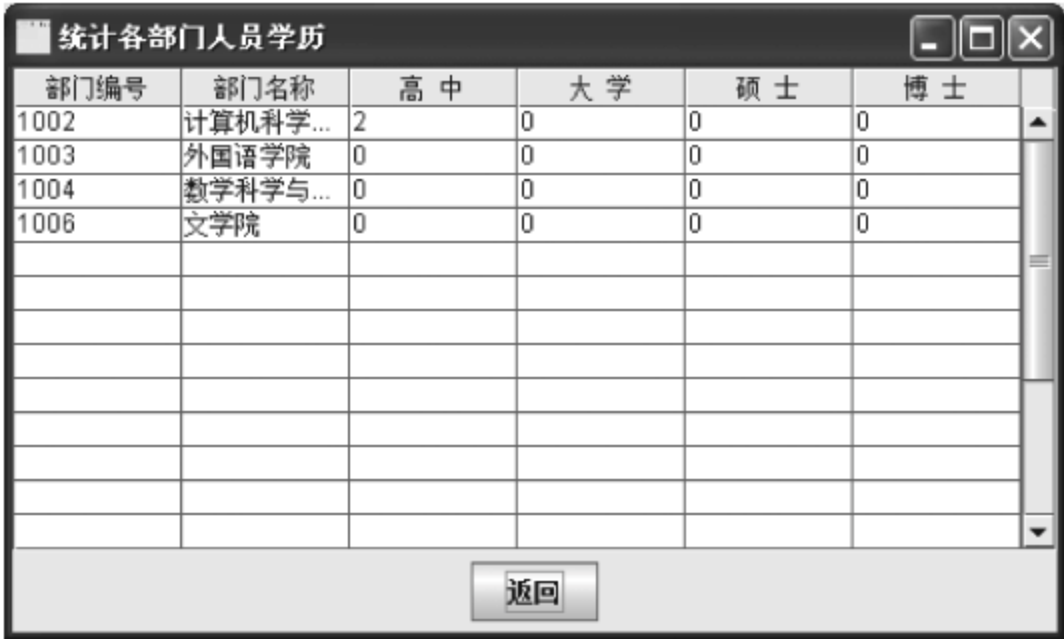 统计各部门人员学历
部门编号 部门名称 高 中 大 学 硕 士 博 士
1002 计算机科学... 2 0 0 0
1003 外国语学院 0 0 0 0
1004 数学科学与... 0 0 0 0
1006 文学院 0 0 0 0
返回